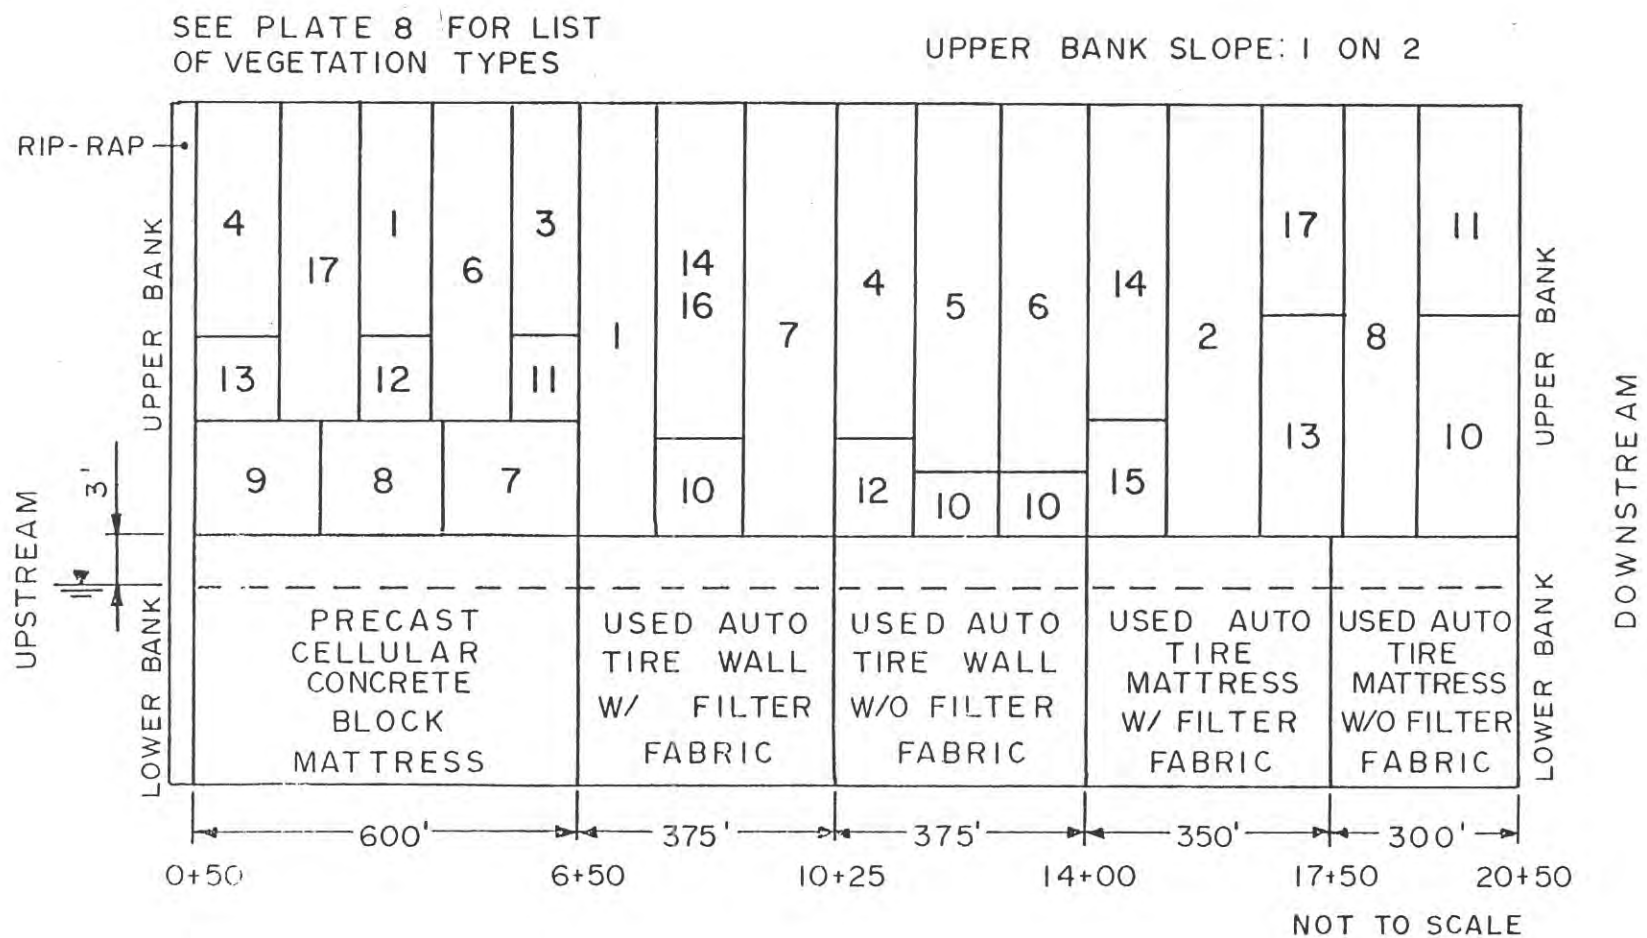 SEE PLATE 8 FOR LIST
OF VEGETATION TYPES
UPPER BANK SLOPE: 1 ON 2
RIP-RAP
UPPER BANK
4
17
1
6
3
13
12
11
9
8
7
1
14
16
10
7
4
12
5
10
6
10
14
15
2
17
13
8
11
10
UPPER BANK
UPSTREAM
3'
DOWNSTREAM
LOWER BANK
PRECAST
CELLULAR
CONCRETE
BLOCK
MATTRESS
USED AUTO
TIRE WALL
W/ FILTER
FABRIC
USED AUTO
TIRE WALL
W/O FILTER
FABRIC
USED AUTO
TIRE
MATTRESS
W/ FILTER
FABRIC
USED AUTO
TIRE
MATTRESS
W/O FILTER
FABRIC
LOWER BANK
600'
375'
375'
350'
300'
0+50
6+50
10+25
14+00
17+50
20+50
NOT TO SCALE